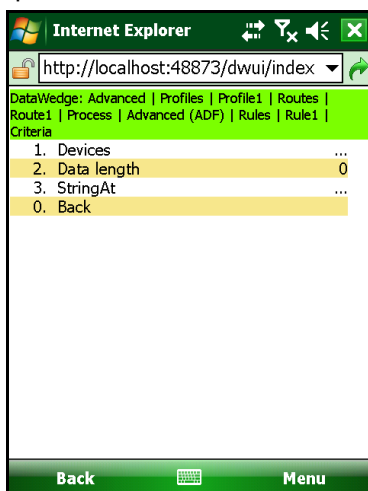 Internet Explorer
http://localhost:48873/dwui/index
DataWedge: Advanced | Profiles | Profile1 | Routes |
Route1 | Process | Advanced (ADF) | Rules | Rule1 |
Criteria
1. Devices ...
2. Data length 0
3. StringAt ...
0. Back
Back Menu